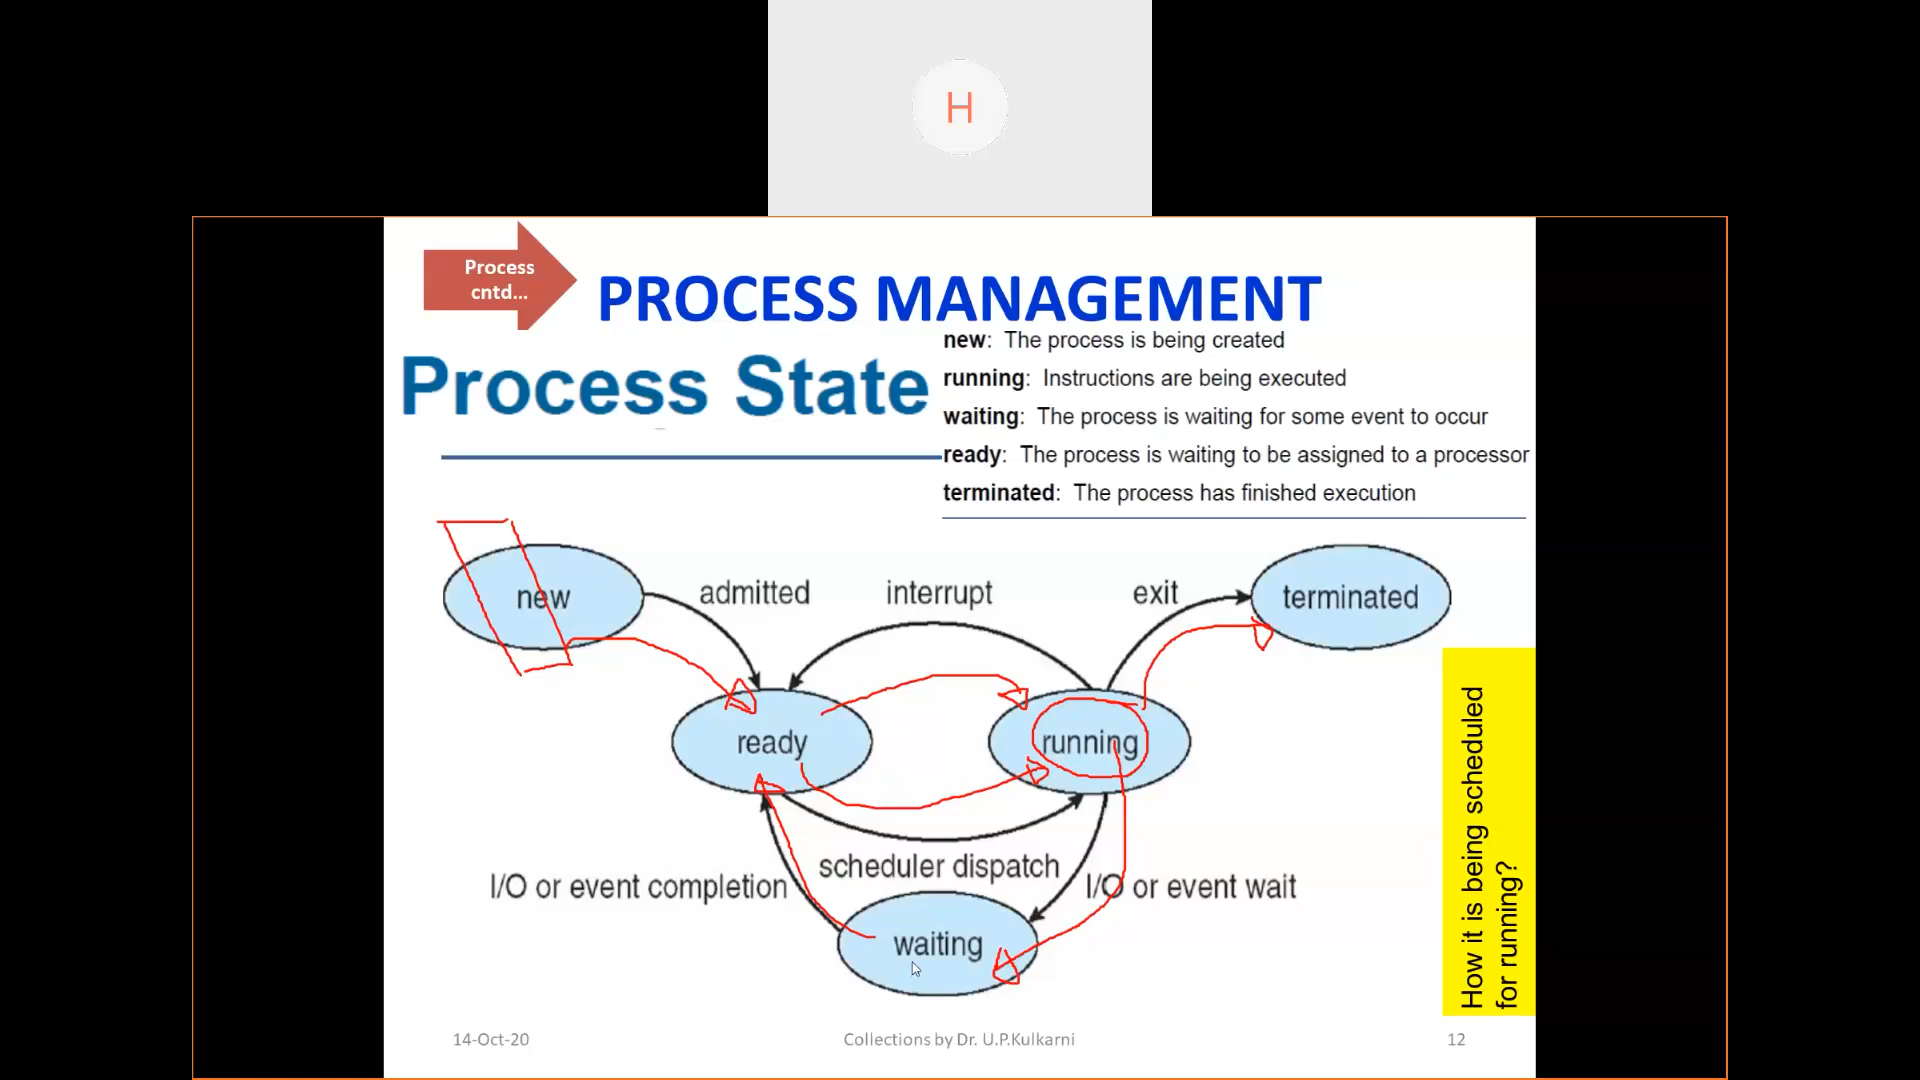 H
Process
cntd...
PROCESS MANAGEMENT
Process State
new: The process is being created
running: Instructions are being executed
waiting: The process is waiting for some event to occur
ready: The process is waiting to be assigned to a processor
terminated: The process has finished execution
new
admitted
interrupt
exit
terminated
ready
running
scheduler dispatch
I/O or event completion
I/O or event wait
waiting
How it is being scheduled
for running?
14-Oct-20
Collections by Dr. U.P.Kulkarni
12